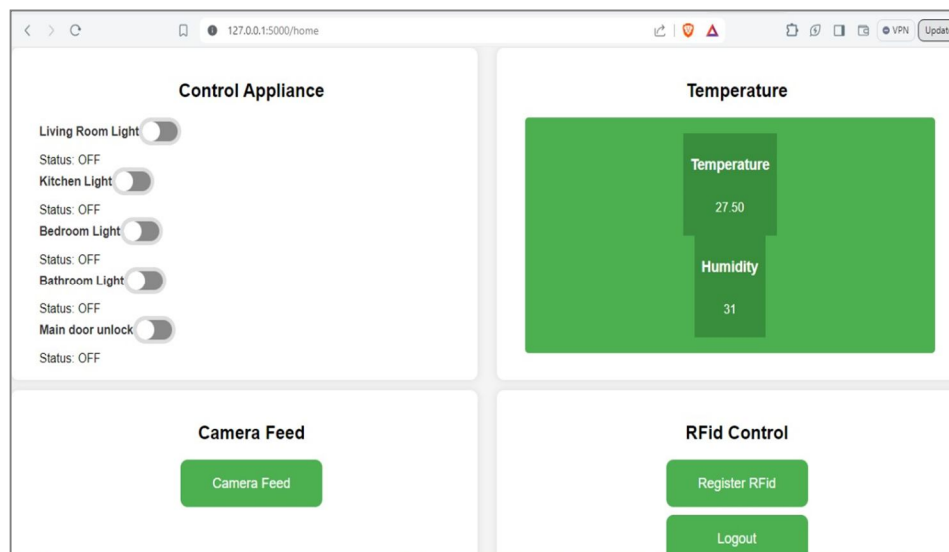 127.0.0.1:5000/home
VPN
Update
Control Appliance
Living Room Light
Status: OFF
Kitchen Light
Status: OFF
Bedroom Light
Status: OFF
Bathroom Light
Status: OFF
Main door unlock
Status: OFF
Temperature
Temperature
27.50
Humidity
31
Camera Feed
Camera Feed
RFid Control
Register RFid
Logout